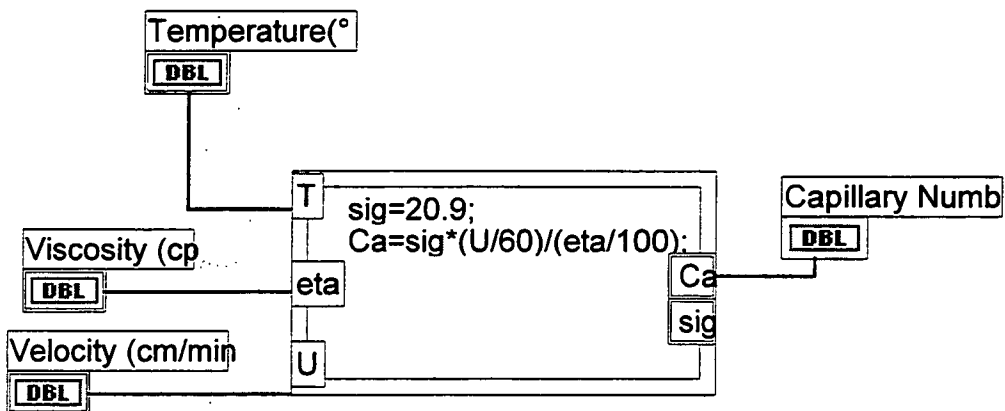 Temperature(°
DBL
T
sig=20.9;
Ca=sig*(U/60)/(eta/100);
Capillary Numb
DBL
Viscosity (cp
DBL
eta
Ca
sig
Velocity (cm/min
DBL
U